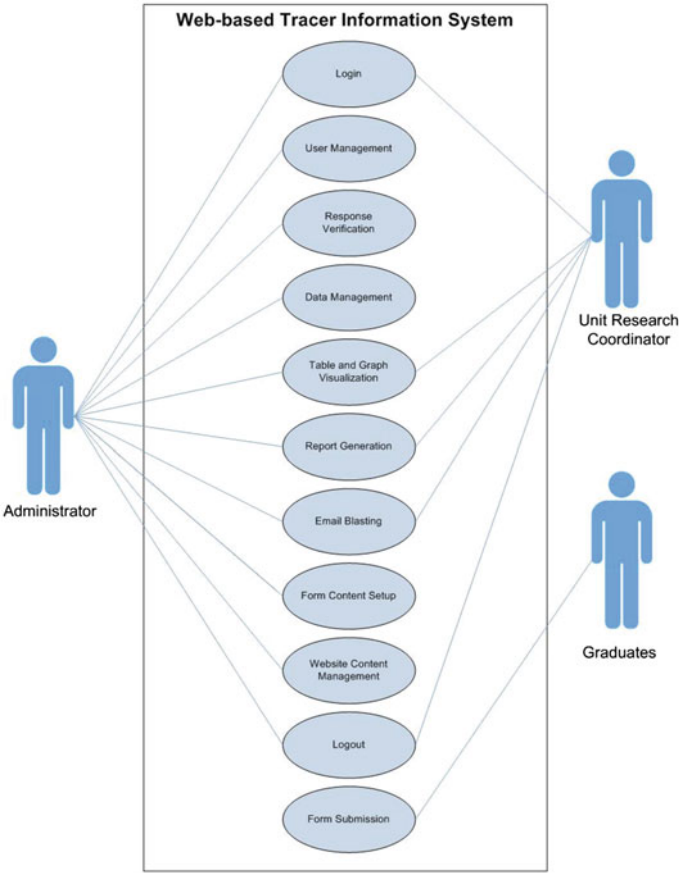 Web-based Tracer Information System
Login
User Management
Response
Verification
Data Management
Table and Graph
Visualization
Report Generation
Email Blasting
Form Content Setup
Website Content
Management
Logout
Form Submission
Administrator
Unit Research
Coordinator
Graduates